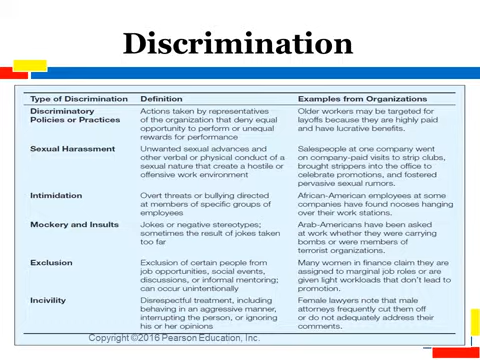 Discrimination
Type of Discrimination Definition Examples from Organizations
Discriminatory Actions taken by representatives Older workers may be targeted for
Policies or Practices of the organization that deny equal layoffs because they are highly paid
opportunity to perform or unequal and have lucrative benefits.
rewards for performance
Sexual Harassment Unwanted sexual advances and Salespeople at one company went
other verbal or physical conduct of a on company-paid visits to strip clubs,
sexual nature that create a hostile or brought strippers into the office to
offensive work environment celebrate promotions, and fostered
pervasive sexual rumors.
Intimidation Overt threats or bullying directed African-American employees at some
at members of specific groups of companies have found nooses hanging
employees over their work stations.
Mockery and Insults Jokes or negative stereotypes; Arab-Americans have been asked
sometimes the result of jokes taken at work whether they were carrying
too far bombs or were members of
terrorist organizations.
Exclusion Exclusion of certain people from Many women in finance claim they are
job opportunities, social events, assigned to marginal job roles or are
discussions, or informal mentoring; given light workloads that don't lead to
can occur unintentionally promotion.
Incivility Disrespectful treatment, including Female lawyers note that male
behaving in an aggressive manner, attorneys frequently cut them off
interrupting the person, or ignoring or do not adequately address their
his or her opinions comments.
Copyright ©2016 Pearson Education, Inc.